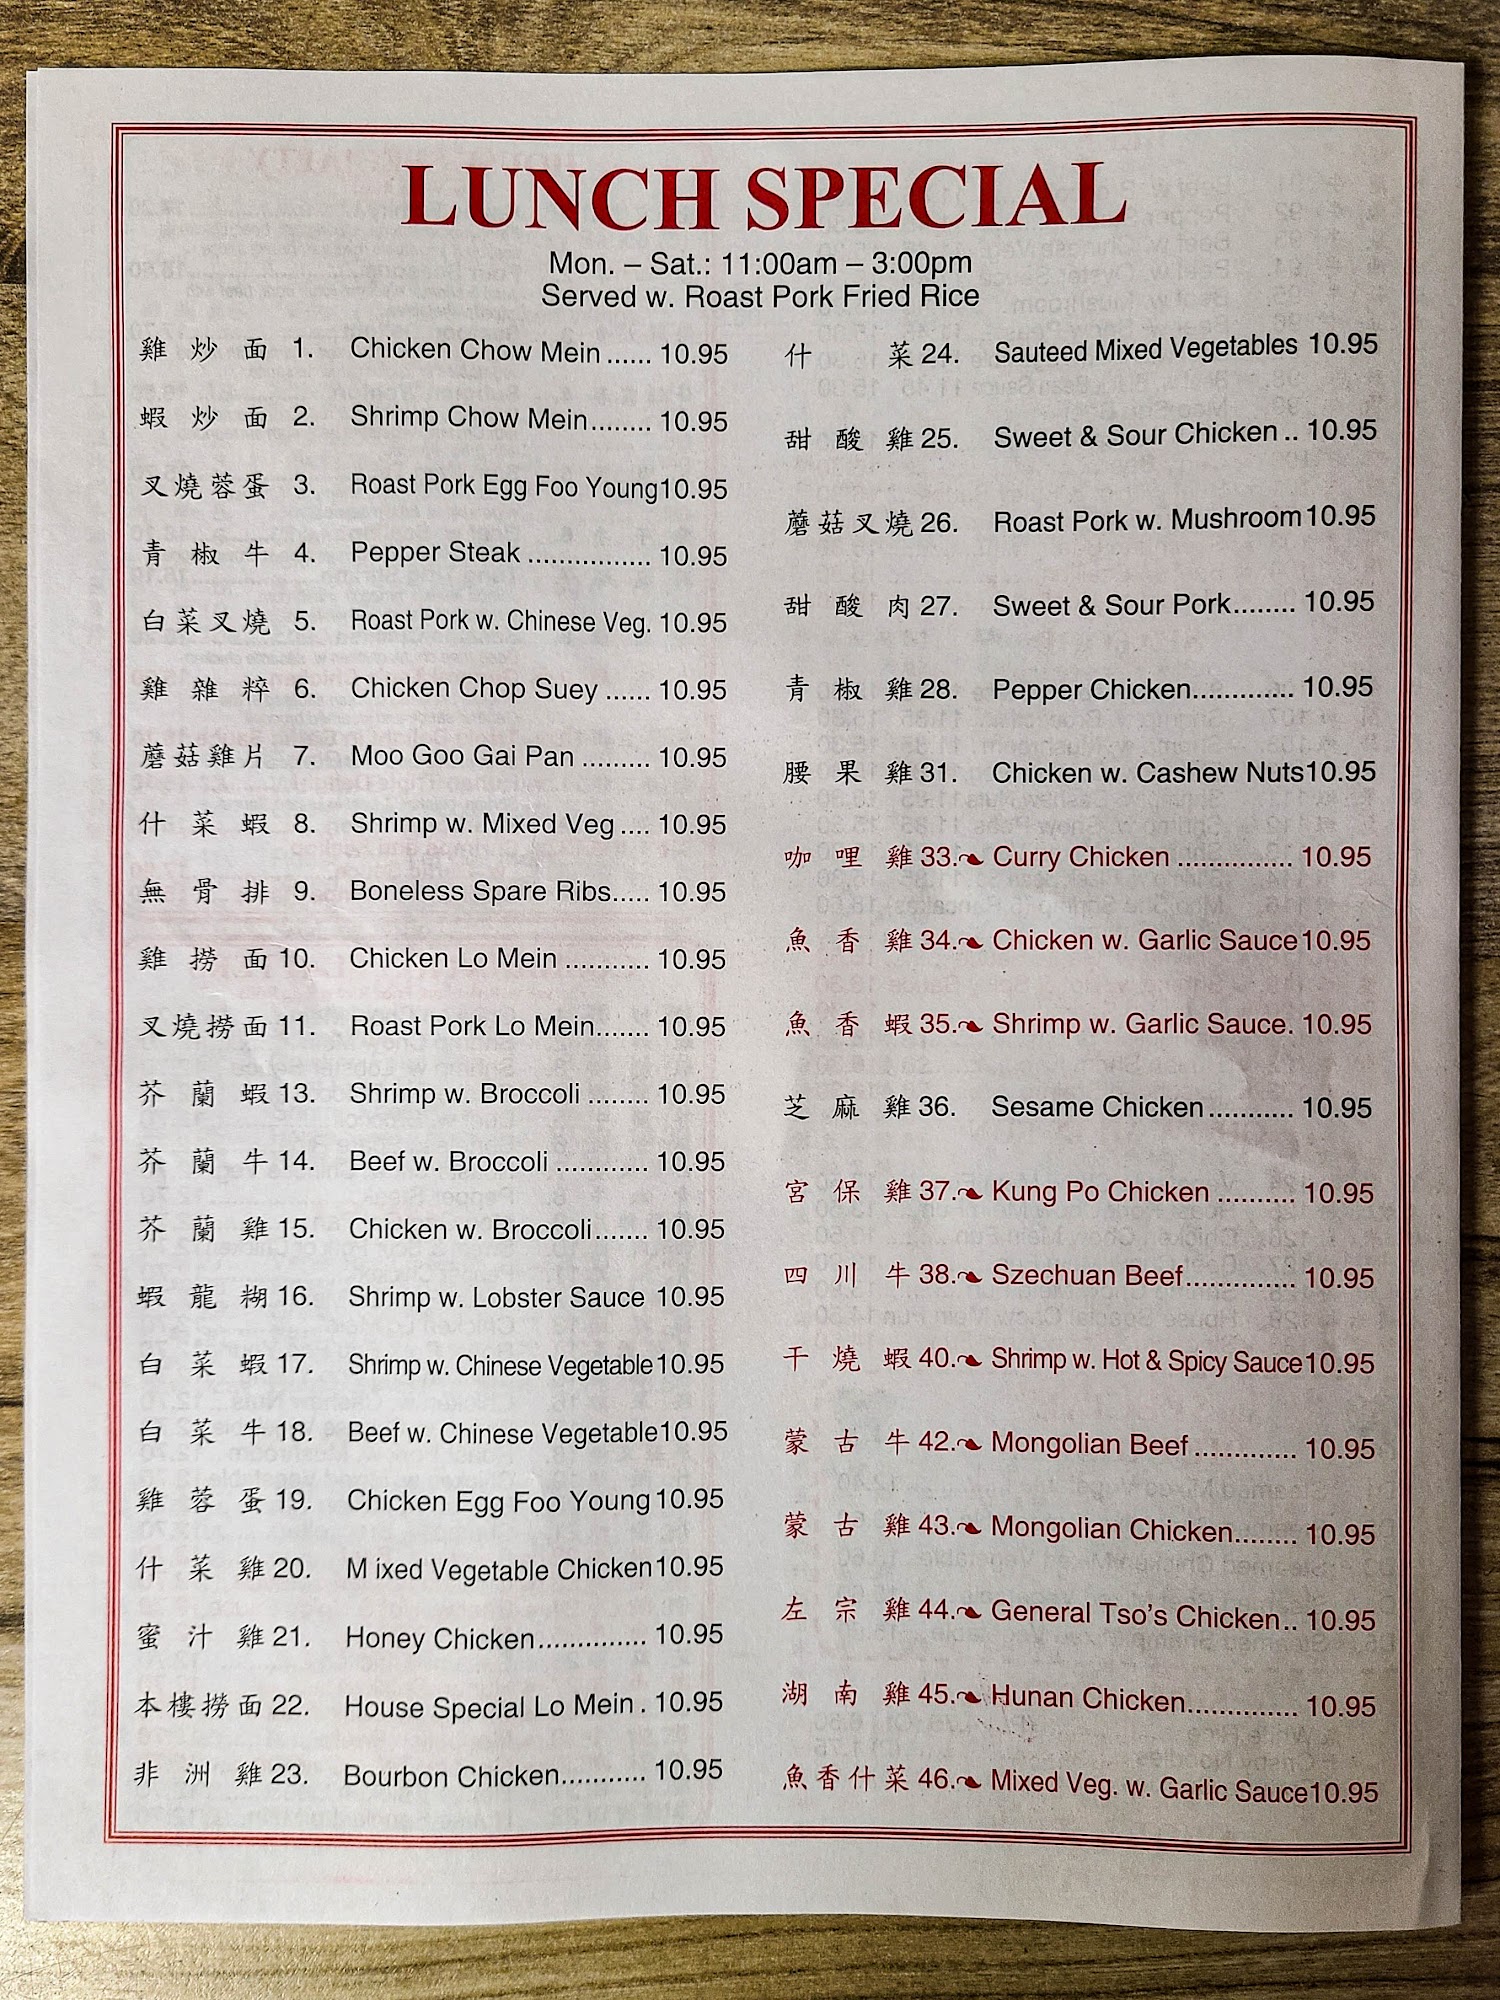 LUNCH SPECIAL
Mon. – Sat.: 11:00am – 3:00pm
Served w. Roast Pork Fried Rice
雞炒面 1. Chicken Chow Mein ...... 10.95
蝦炒面 2. Shrimp Chow Mein........ 10.95
叉燒蓉蛋 3. Roast Pork Egg Foo Young10.95
青椒牛 4. Pepper Steak ................ 10.95
白菜叉燒 5. Roast Pork w. Chinese Veg. 10.95
雞雜粹 6. Chicken Chop Suey ...... 10.95
蘑菇雞片 7. Moo Goo Gai Pan ......... 10.95
什菜蝦 8. Shrimp w. Mixed Veg .... 10.95
無骨排 9. Boneless Spare Ribs..... 10.95
雞撈面 10. Chicken Lo Mein ........... 10.95
叉燒撈面 11. Roast Pork Lo Mein....... 10.95
芥蘭蝦 13. Shrimp w. Broccoli ........ 10.95
芥蘭牛 14. Beef w. Broccoli ............ 10.95
芥蘭雞 15. Chicken w. Broccoli....... 10.95
蝦龍糊 16. Shrimp w. Lobster Sauce 10.95
白菜蝦 17. Shrimp w. Chinese Vegetable 10.95
白菜牛 18. Beef w. Chinese Vegetable10.95
雞蓉蛋 19. Chicken Egg Foo Young 10.95
什菜雞 20. M ixed Vegetable Chicken 10.95
蜜汁雞 21. Honey Chicken.............. 10.95
本樓撈面 22. House Special Lo Mein . 10.95
非洲雞 23. Bourbon Chicken........... 10.95
什菜 24. Sauteed Mixed Vegetables 10.95
甜酸雞 25. Sweet & Sour Chicken .. 10.95
蘑菇叉燒 26. Roast Pork w. Mushroom 10.95
甜酸肉 27. Sweet & Sour Pork........ 10.95
青椒雞 28. Pepper Chicken............. 10.95
腰果雞 31. Chicken w. Cashew Nuts10.95
咖哩雞 33. Curry Chicken ............... 10.95
魚香雞 34. Chicken w. Garlic Sauce 10.95
魚香蝦 35. Shrimp w. Garlic Sauce. 10.95
芝麻雞 36. Sesame Chicken ........... 10.95
宮保雞 37. Kung Po Chicken .......... 10.95
四川牛 38. Szechuan Beef.............. 10.95
干燒蝦 40. Shrimp w. Hot & Spicy Sauce 10.95
蒙古牛 42. Mongolian Beef ............. 10.95
蒙古雞 43. Mongolian Chicken........ 10.95
左宗雞 44. General Tso's Chicken.. 10.95
湖南雞 45. Hunan Chicken.............. 10.95
魚香什菜 46. Mixed Veg. w. Garlic Sauce10.95